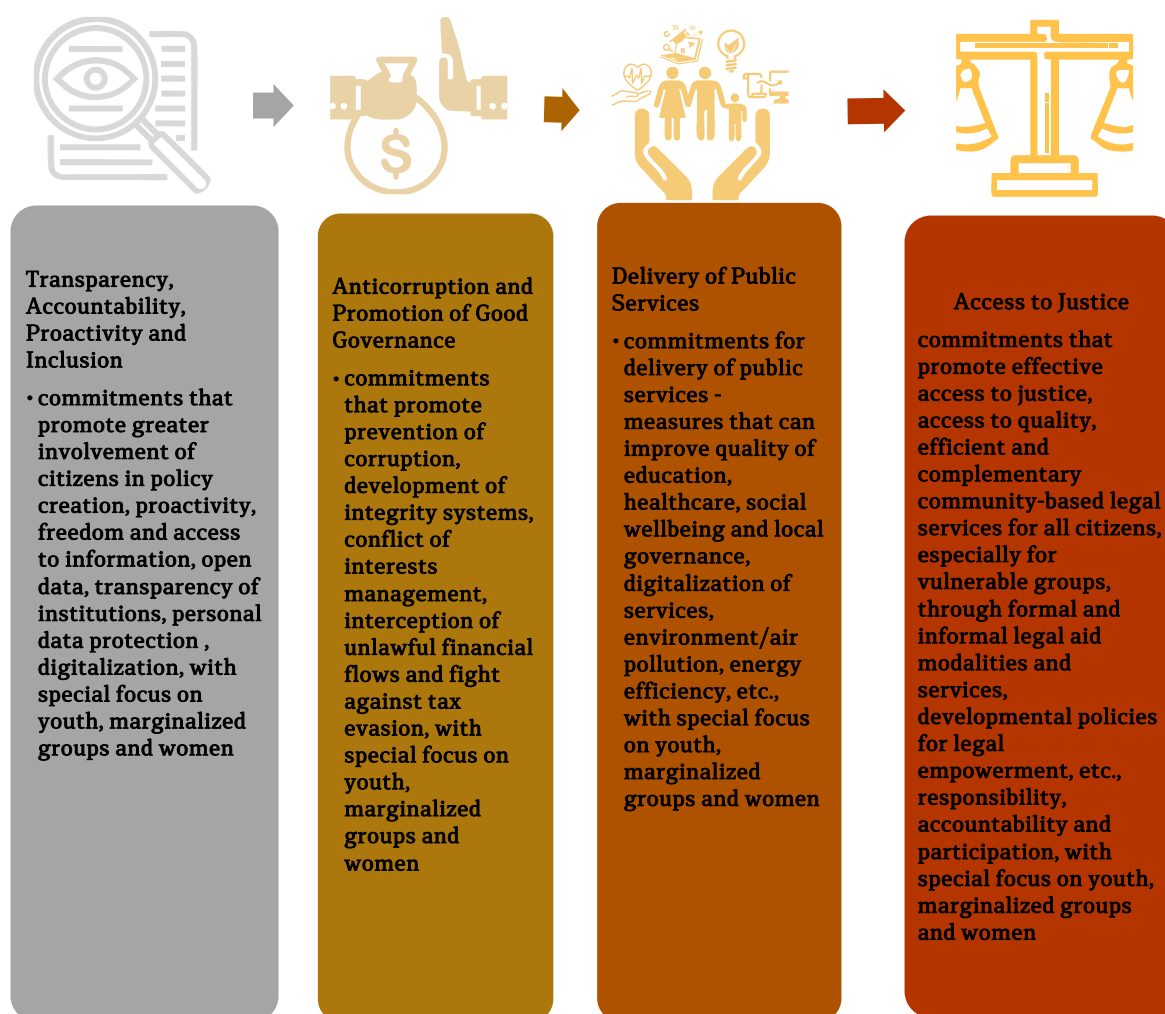 Transparency,
Accountability,
Proactivity and
Inclusion
• commitments that
promote greater
involvement of
citizens in policy
creation, proactivity,
freedom and access
to information, open
data, transparency of
institutions, personal
data protection ,
digitalization, with
special focus on
youth, marginalized
groups and women
$
Anticorruption and
Promotion of Good
Governance
• commitments
that promote
prevention of
corruption,
development of
integrity systems,
conflict of
interests
management,
interception of
unlawful financial
flows and fight
against tax
evasion, with
special focus on
youth,
marginalized
groups and
women
Delivery of Public
Services
• commitments for
delivery of public
services -
measures that can
improve quality of
education,
healthcare, social
wellbeing and local
governance,
digitalization of
services,
environment/air
pollution, energy
efficiency, etc.,
with special focus
on youth,
marginalized
groups and women
Access to Justice
commitments that
promote effective
access to justice,
access to quality,
efficient and
complementary
community-based legal
services for all citizens,
especially for
vulnerable groups,
through formal and
informal legal aid
modalities and
services,
developmental policies
for legal
empowerment, etc.,
responsibility,
accountability and
participation, with
special focus on youth,
marginalized groups
and women